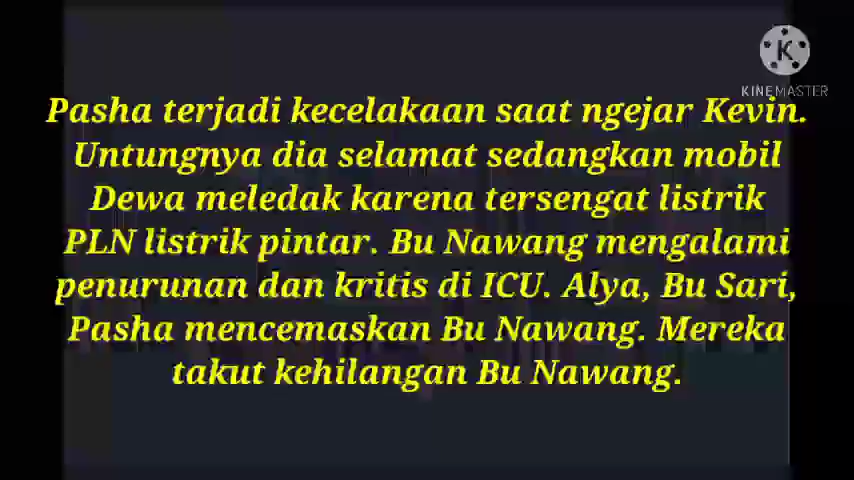 KINEMASTER
Pasha terjadi kecelakaan saat ngejar Kevin.
Untungnya dia selamat sedangkan mobil
Dewa meledak karena tersengat listrik
PLN listrik pintar. Bu Nawang mengalami
penurunan dan kritis di ICU. Alya, Bu Sari,
Pasha mencemaskan Bu Nawang. Mereka
takut kehilangan Bu Nawang.